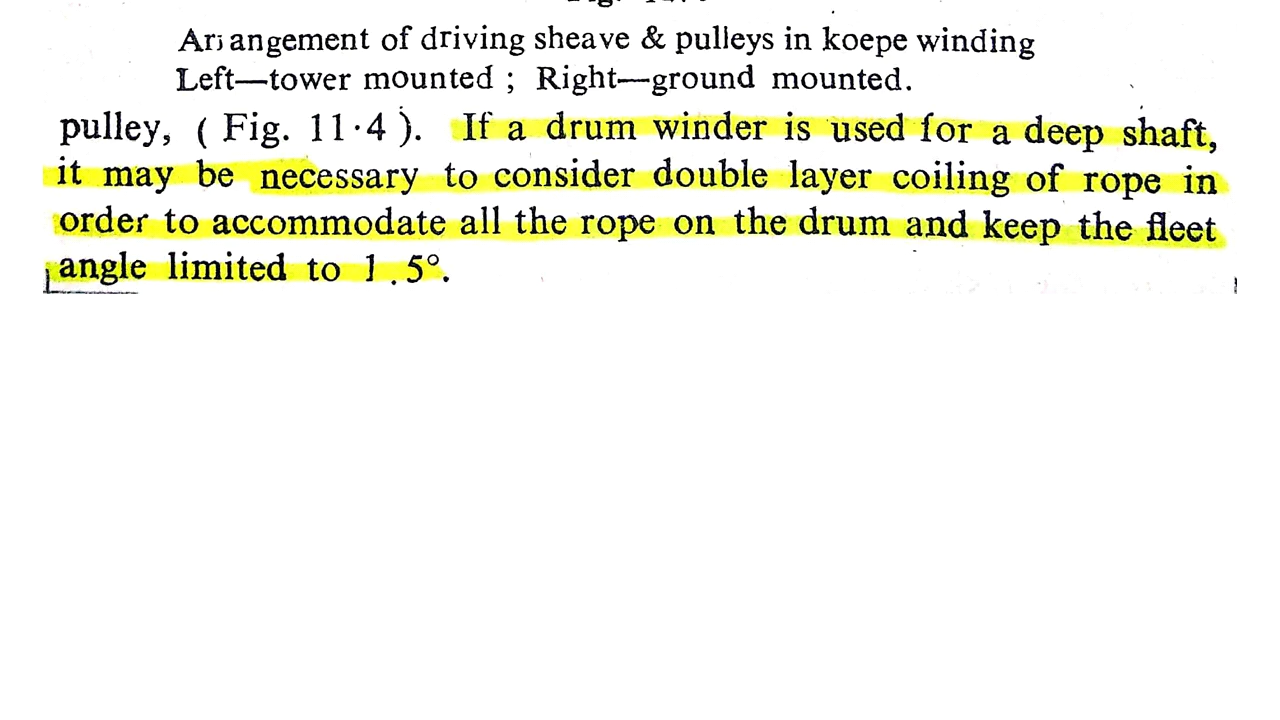 Arrangement of driving sheave & pulleys in koepe winding
Left—tower mounted ; Right—ground mounted.
pulley, ( Fig. 11·4 ). If a drum winder is used for a deep shaft,
it may be necessary to consider double layer coiling of rope in
order to accommodate all the rope on the drum and keep the fleet
angle limited to 1.5°.